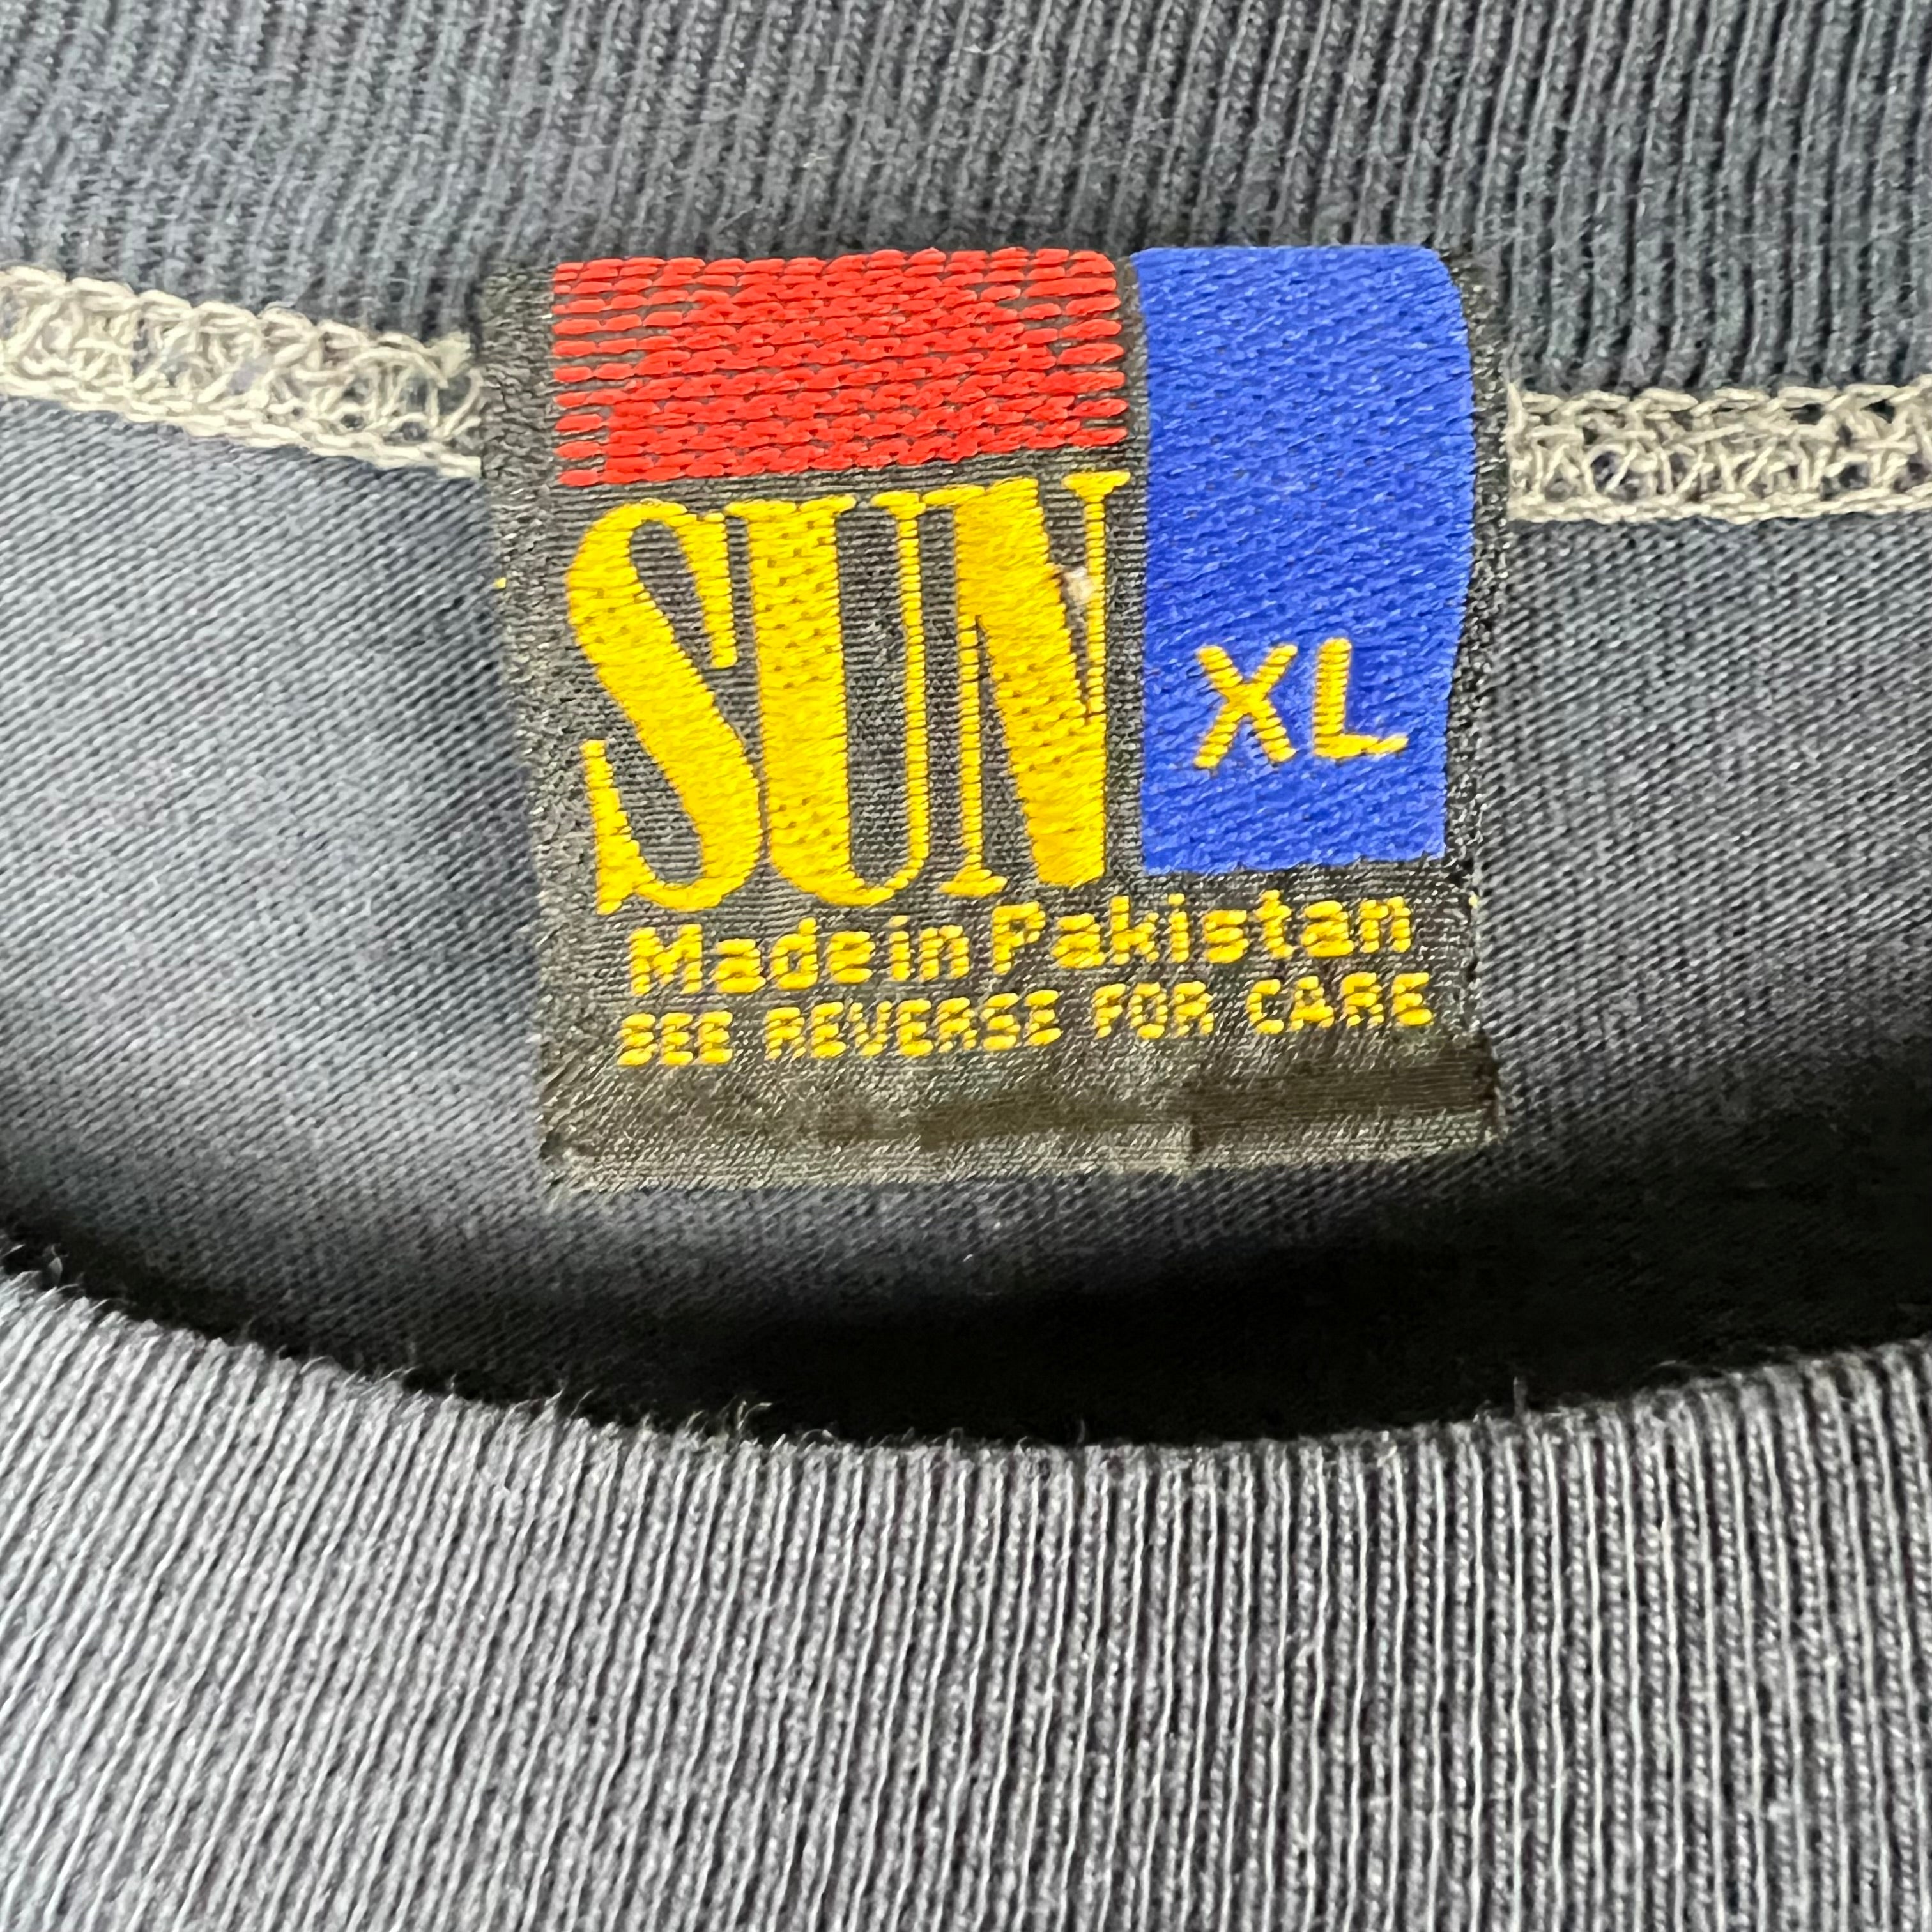 SUN
XL
Made in Pakistan
SEE REVERSE FOR CARE